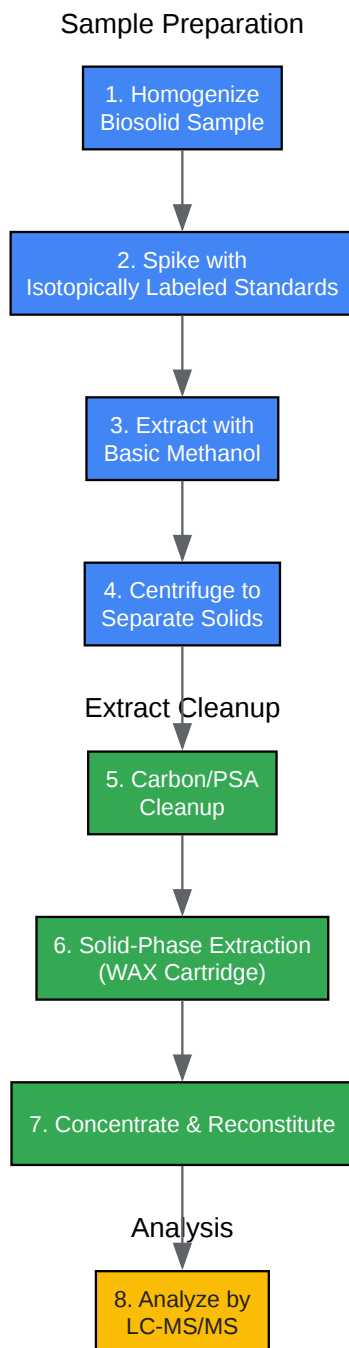 Sample Preparation
1. Homogenize
Biosolid Sample
2. Spike with
Isotopically Labeled Standards
3. Extract with
Basic Methanol
4. Centrifuge to
Separate Solids
Extract Cleanup
5. Carbon/PSA
Cleanup
6. Solid-Phase Extraction
(WAX Cartridge)
7. Concentrate & Reconstitute
Analysis
8. Analyze by
LC-MS/MS